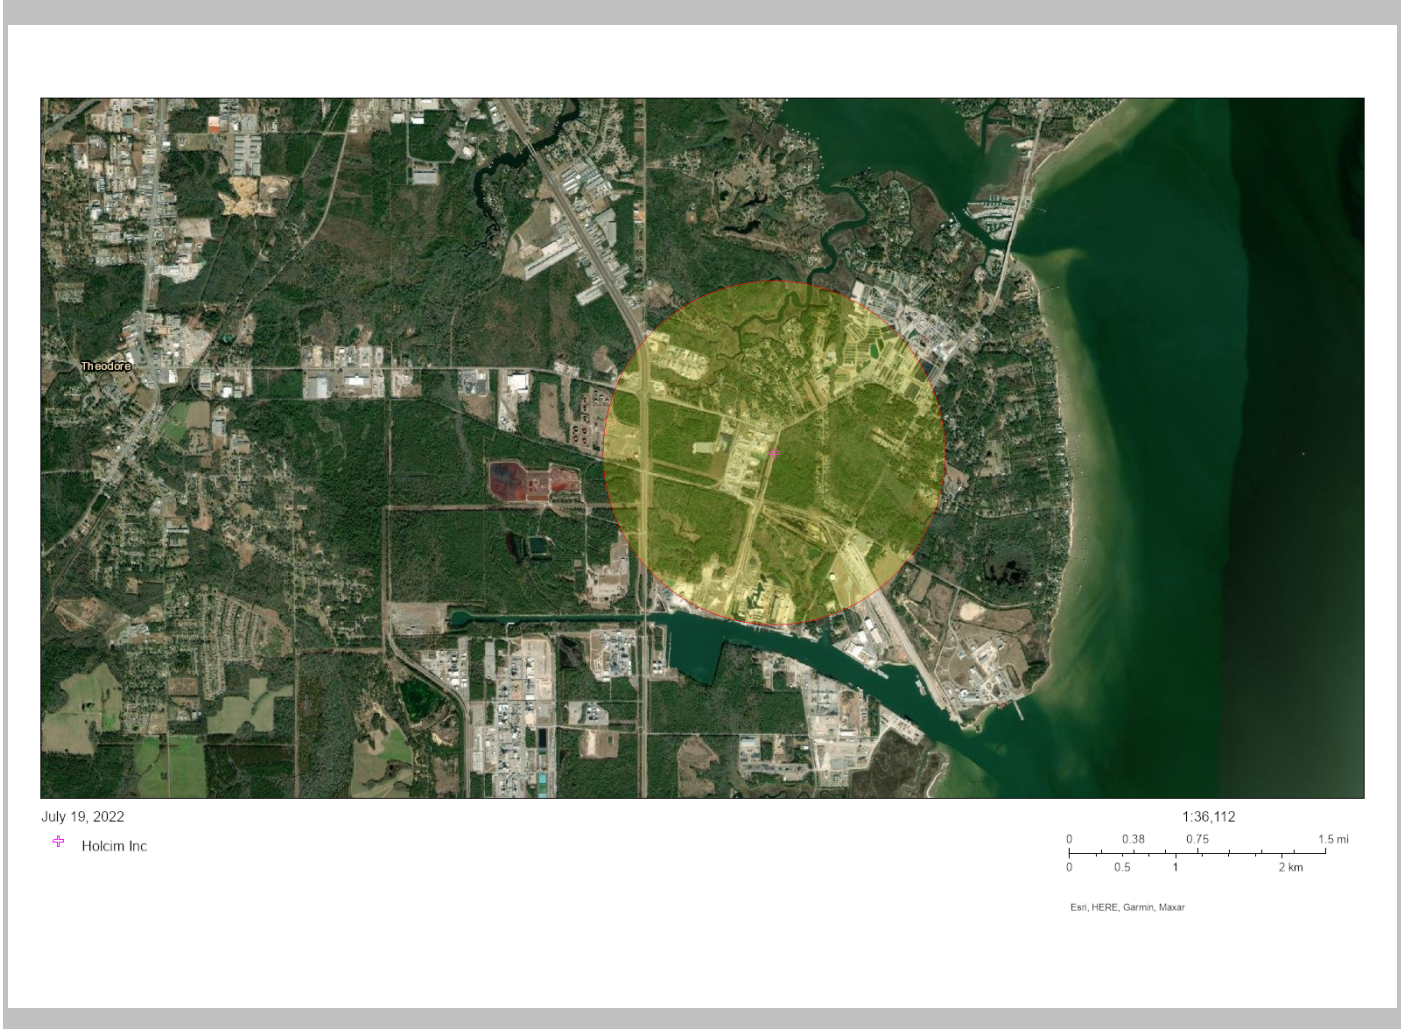 Theodore
July 19, 2022
1:36,112
Holcim Inc
0 0.38 0.75 1.5 mi
0 0.5 1 2 km
Esri, HERE, Garmin, Maxar